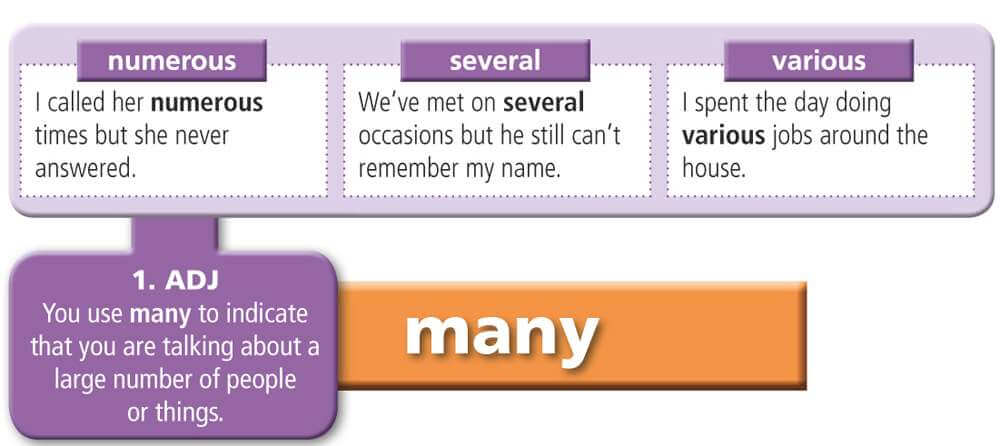 numerous
I called her numerous
times but she never
answered.
several
We've met on several
occasions but he still can't
remember my name.
various
I spent the day doing
various jobs around the
house.
1. ADJ
You use many to indicate
that you are talking about a
large number of people
or things.
many